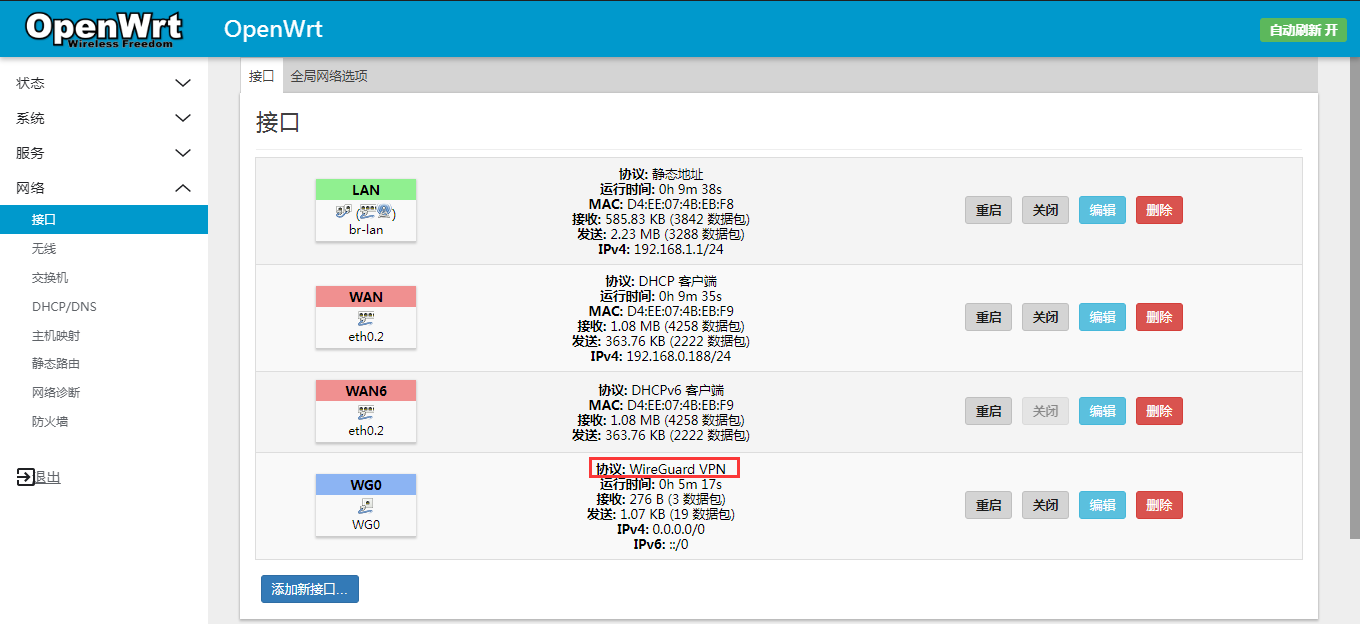 OpenWrt
Wireless Freedom
OpenWrt
自动刷新 开
状态
系统
服务
网络
接口
无线
交换机
DHCP/DNS
主机映射
静态路由
网络诊断
防火墙
退出
接口 全局网络选项
接口
LAN
br-lan
协议: 静态地址
运行时间: 0h 9m 38s
MAC: D4:EE:07:4B:EB:F8
接收: 585.83 KB (3842 数据包)
发送: 2.23 MB (3288 数据包)
IPv4: 192.168.1.1/24
重启 关闭 编辑 删除
WAN
eth0.2
协议: DHCP 客户端
运行时间: 0h 9m 35s
MAC: D4:EE:07:4B:EB:F9
接收: 1.08 MB (4258 数据包)
发送: 363.76 KB (2222 数据包)
IPv4: 192.168.0.188/24
重启 关闭 编辑 删除
WAN6
eth0.2
协议: DHCPv6 客户端
MAC: D4:EE:07:4B:EB:F9
接收: 1.08 MB (4258 数据包)
发送: 363.76 KB (2222 数据包)
重启 关闭 编辑 删除
WG0
WG0
协议: WireGuard VPN
运行时间: 0h 5m 17s
接收: 276 B (3 数据包)
发送: 1.07 KB (19 数据包)
IPv4: 0.0.0.0/0
IPv6: ::/0
重启 关闭 编辑 删除
添加新接口...